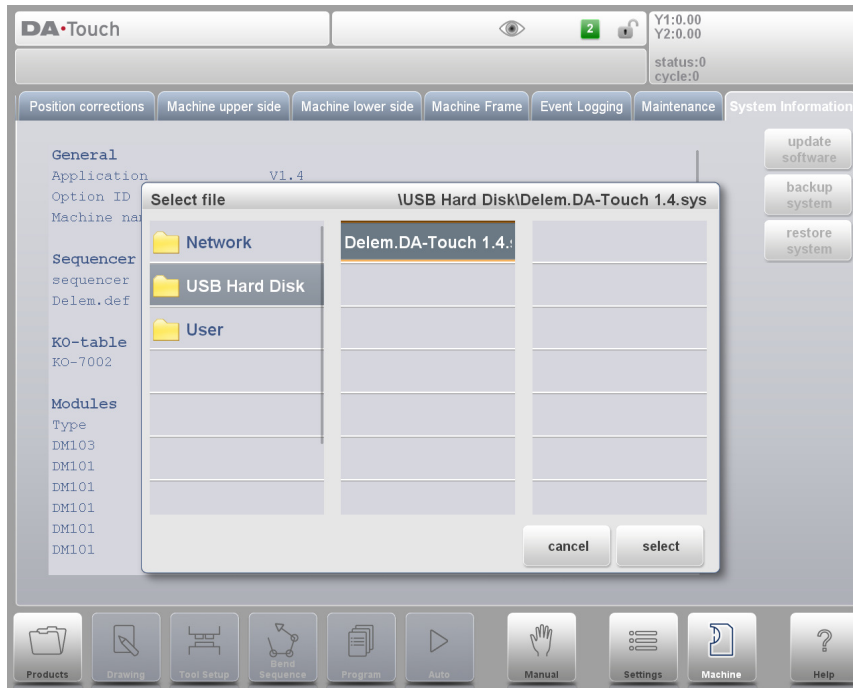 DA·Touch
2
Y1:0.00
Y2:0.00
status:0
cycle:0
Position corrections
Machine upper side
Machine lower side
Machine Frame
Event Logging
Maintenance
System Information
General
Application V1.4
Option ID
Machine nam
Sequencer
sequencer
Delem.def
KO-table
KO-7002
Modules
Type
DM103
DM101
DM101
DM101
DM101
DM101
Select file \USB Hard Disk\Delem.DA-Touch 1.4.sys
Network
USB Hard Disk
User
Delem.DA-Touch 1.4.s
cancel
select
update
software
backup
system
restore
system
Products
Drawing
Tool Setup
Bend
Sequence
Program
Auto
Manual
Settings
Machine
?
Help